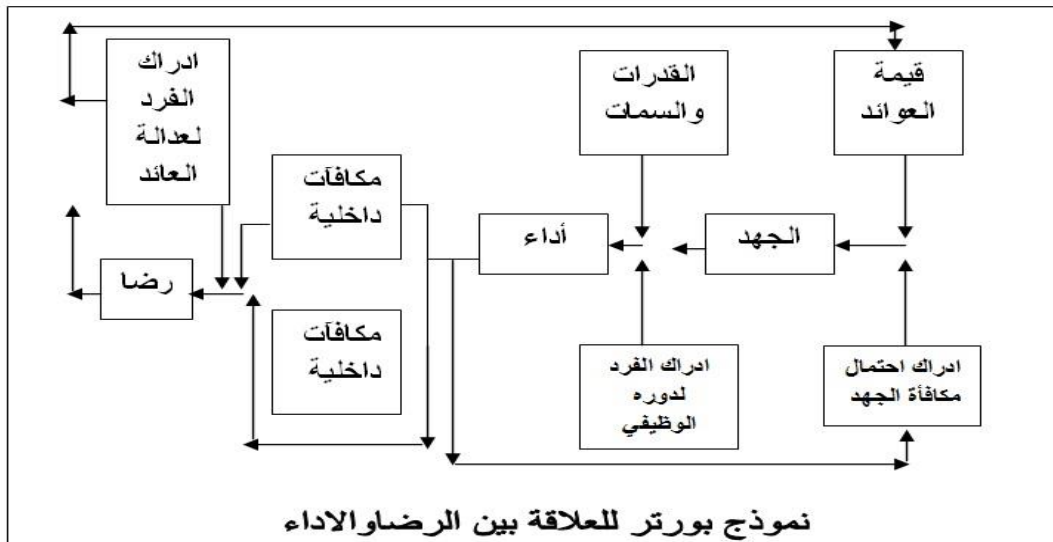 قيمة
العوائد
القدرات
والسمات
ادراك
الفرد
لعدالة
العائد
مكافآت
داخلية
الجهد
أداء
رضا
مكافآت
داخلية
ادراك احتمال
مكافأة الجهد
ادراك الفرد
لدوره
الوظيفي
نموذج بورتر للعلاقة بين الرضاوالاداء